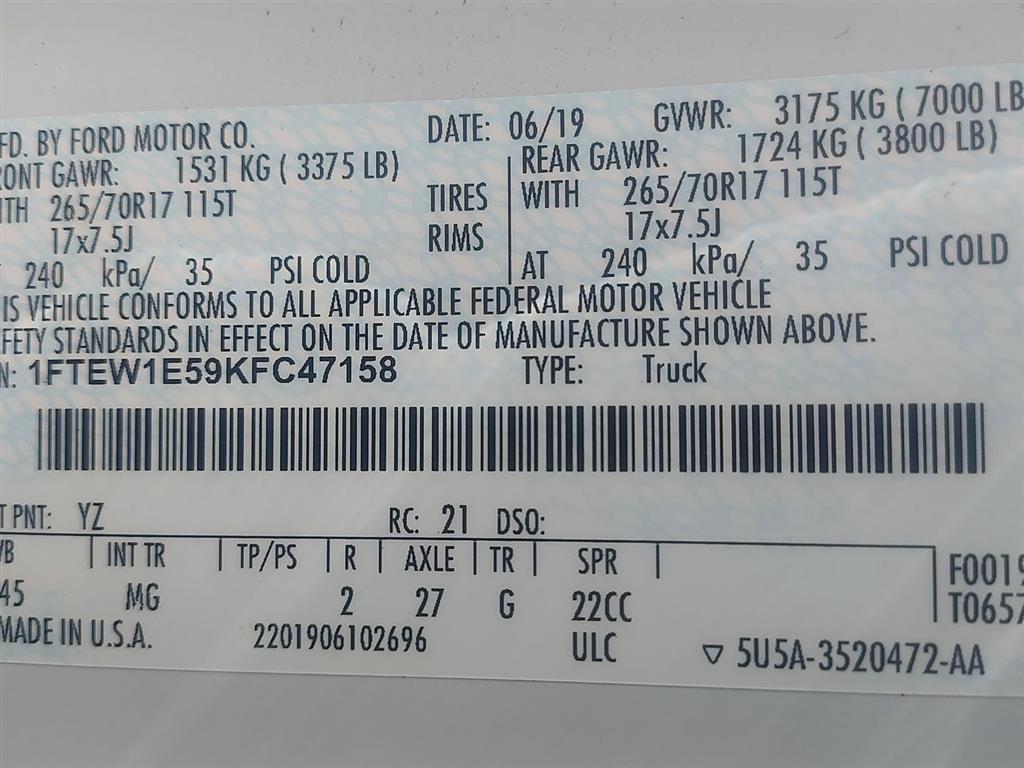 FD. BY FORD MOTOR CO. DATE: 06/19 GVWR: 3175 KG ( 7000 LB
ONT GAWR: 1531 KG ( 3375 LB) REAR GAWR: 1724 KG ( 3800 LB)
ITH 265/70R17 115T TIRES WITH 265/70R17 115T
17x7.5J RIMS 17x7.5J
240 kPa/ 35 PSI COLD AT 240 kPa/ 35 PSI COLD
IS VEHICLE CONFORMS TO ALL APPLICABLE FEDERAL MOTOR VEHICLE
FETY STANDARDS IN EFFECT ON THE DATE OF MANUFACTURE SHOWN ABOVE.
N: 1FTEW1E59KFC47158 TYPE: Truck
T PNT: YZ RC: 21 DSO:
B INT TR TP/PS R AXLE TR SPR F0019
45 MG 2 27 G 22CC T0657
MADE IN U.S.A. 2201906102696 ULC ▽ 5U5A-3520472-AA